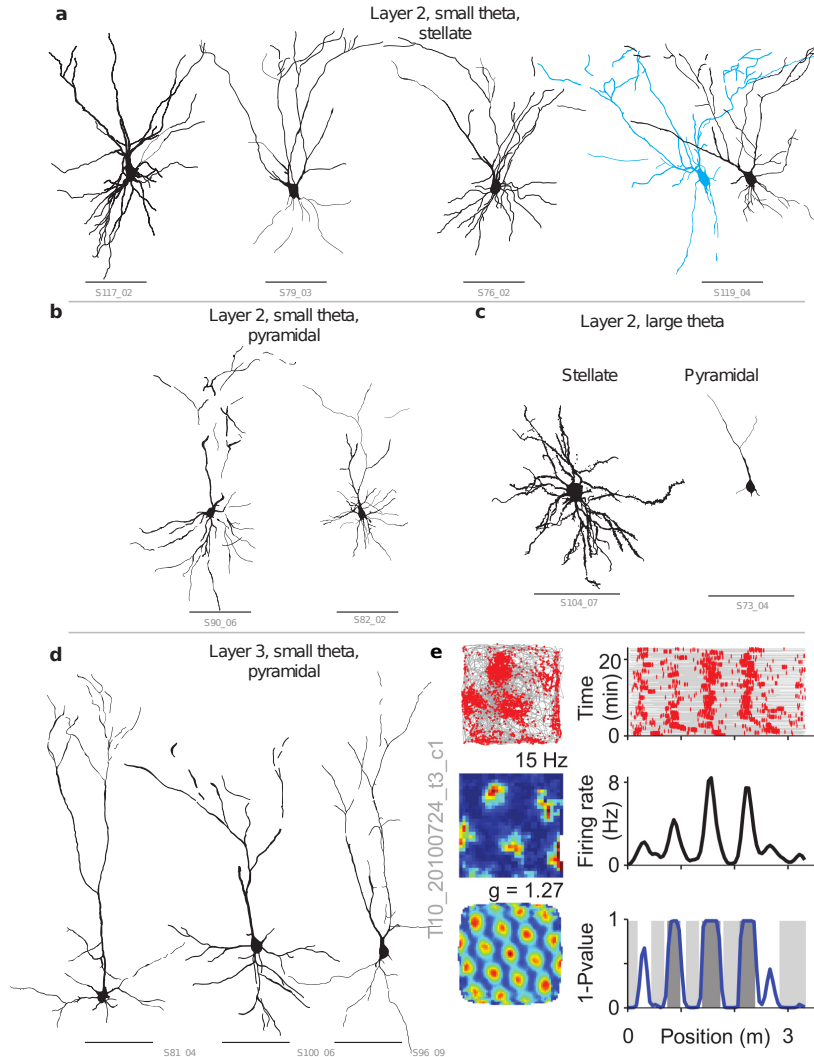 a
Layer 2, small theta,
stellate
S117_02
S79_03
S76_02
S119_04
b
Layer 2, small theta,
pyramidal
S90_06
S82_02
c
Layer 2, large theta
Stellate
Pyramidal
S104_07
S73_04
d
Layer 3, small theta,
pyramidal
S81_04
S100_06
S96_09
e
Tl10_20100724_t3_c1
15 Hz
g = 1.27
Time
(min)
20
0
Firing rate
(Hz)
8
0
1-Pvalue
1
0
0
3
Position (m)